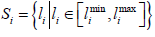 S_i = { l_i | l_i ∈ [ l_i^min, l_i^max ] }